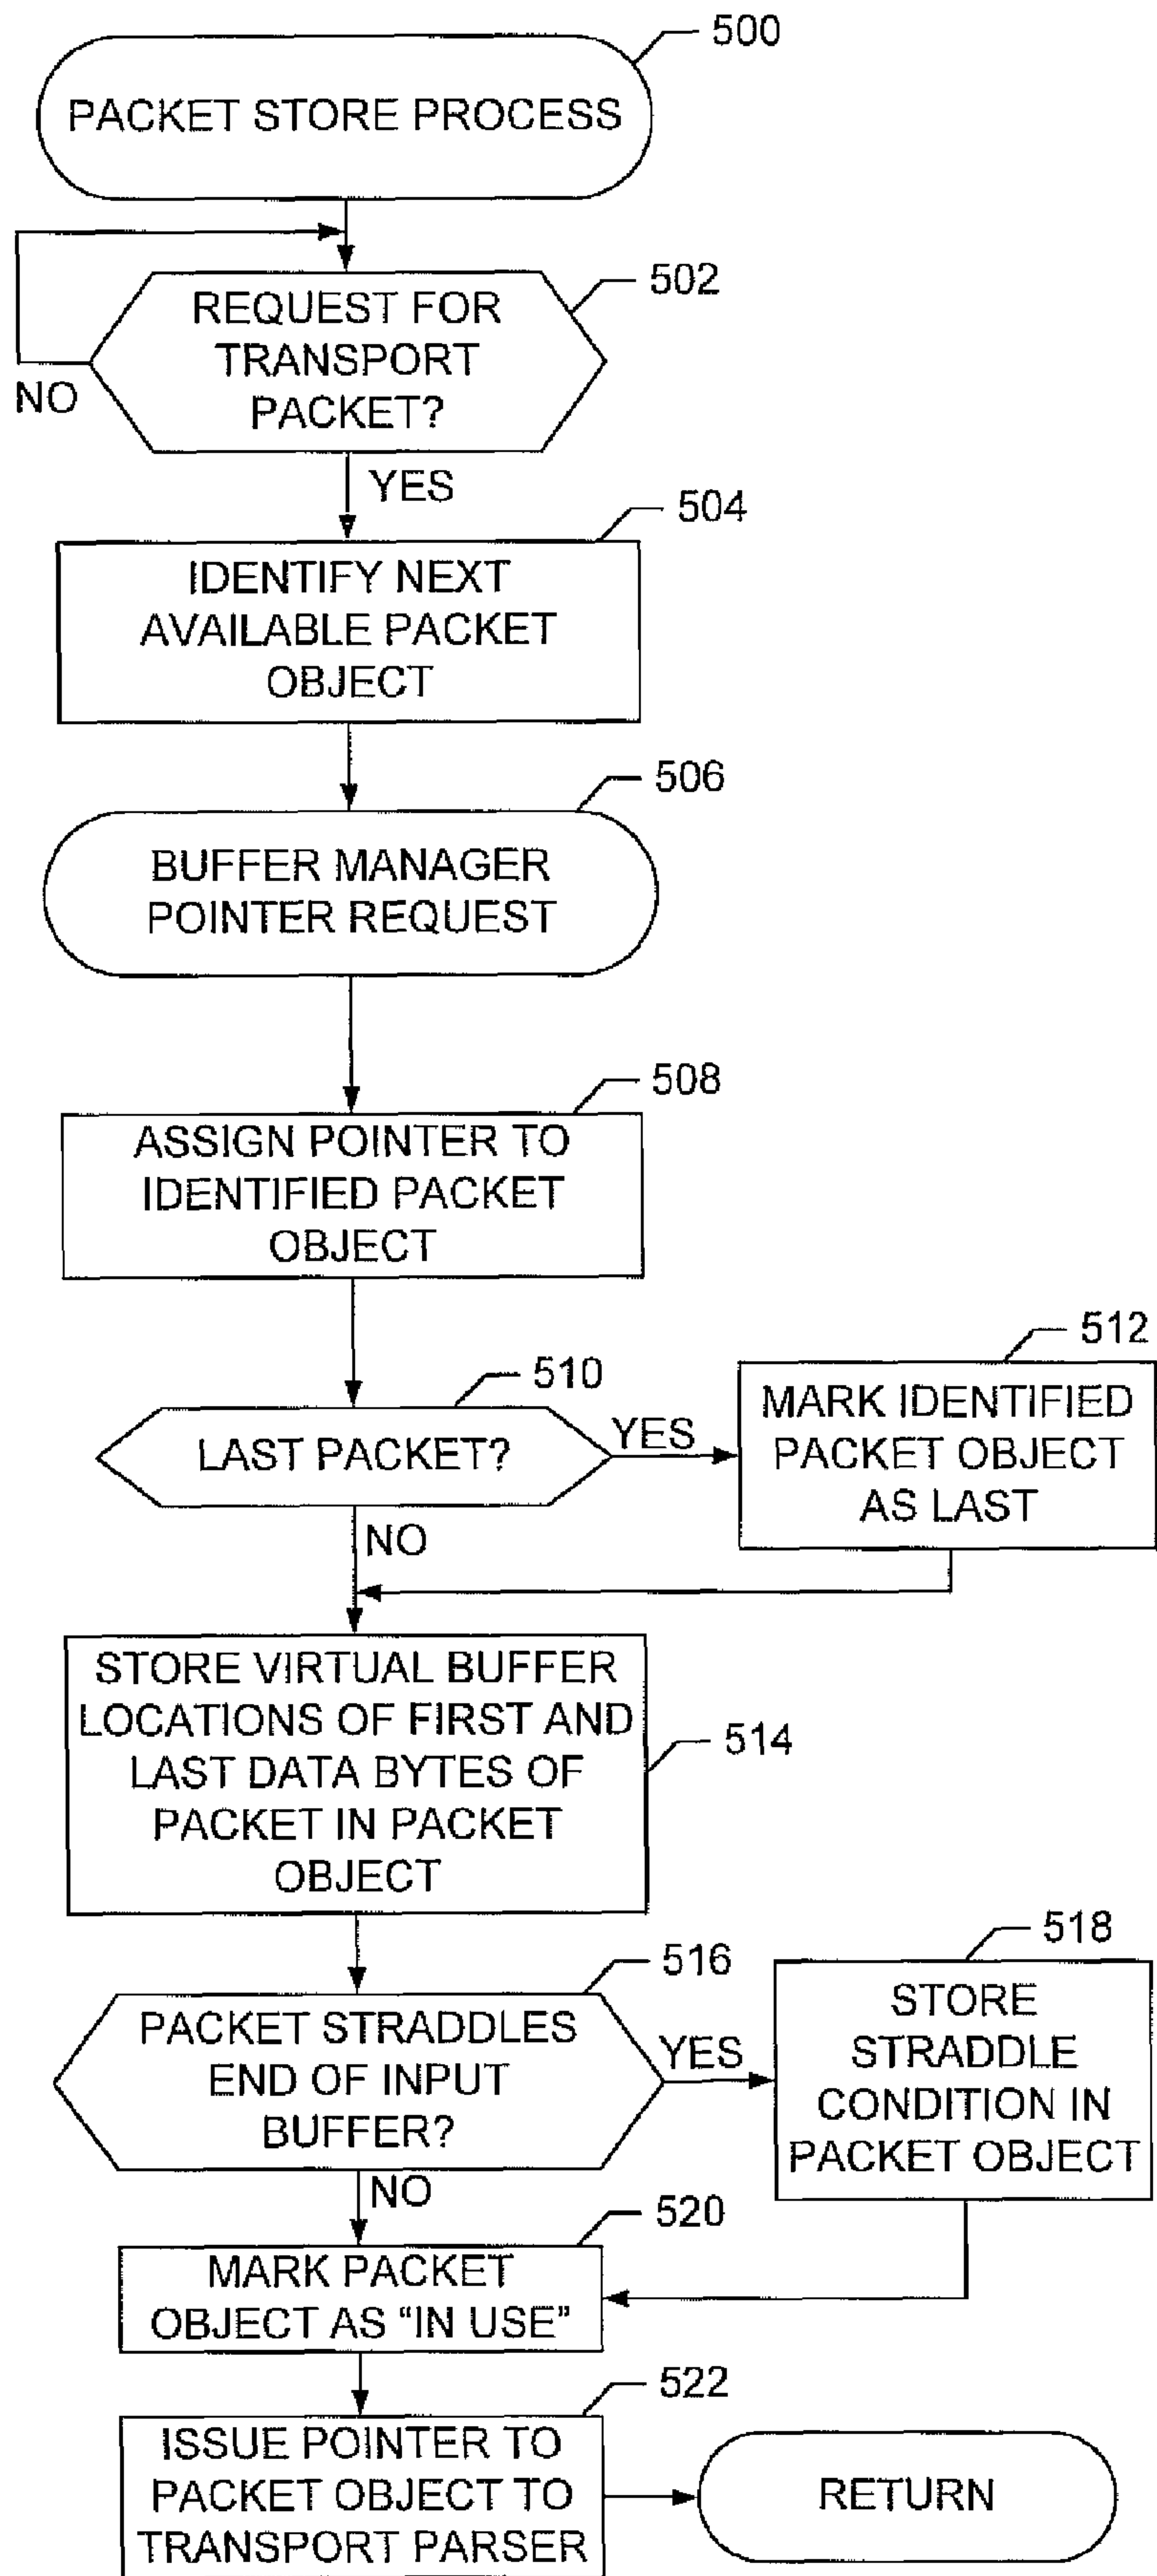 500
PACKET STORE PROCESS
502
REQUEST FOR
TRANSPORT
PACKET?
NO
YES
504
IDENTIFY NEXT
AVAILABLE PACKET
OBJECT
506
BUFFER MANAGER
POINTER REQUEST
508
ASSIGN POINTER TO
IDENTIFIED PACKET
OBJECT
510
LAST PACKET?
YES
512
MARK IDENTIFIED
PACKET OBJECT
AS LAST
NO
STORE VIRTUAL BUFFER
LOCATIONS OF FIRST AND
LAST DATA BYTES OF
PACKET IN PACKET
OBJECT
514
516
PACKET STRADDLES
END OF INPUT
BUFFER?
YES
518
STORE
STRADDLE
CONDITION IN
PACKET OBJECT
NO
520
MARK PACKET
OBJECT AS “IN USE”
522
ISSUE POINTER TO
PACKET OBJECT TO
TRANSPORT PARSER
RETURN